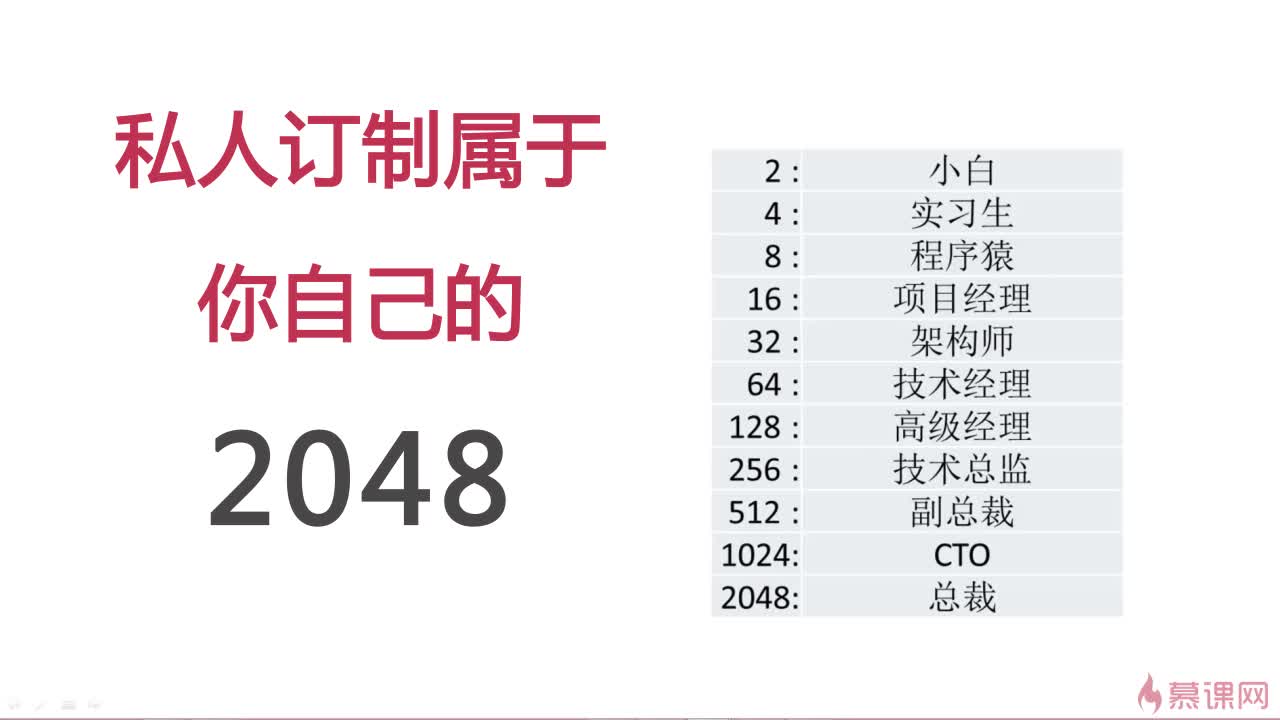 私人订制属于
你自己的
2048
2 : 小白
4 : 实习生
8 : 程序猿
16 : 项目经理
32 : 架构师
64 : 技术经理
128 : 高级经理
256 : 技术总监
512 : 副总裁
1024: CTO
2048: 总裁
慕课网